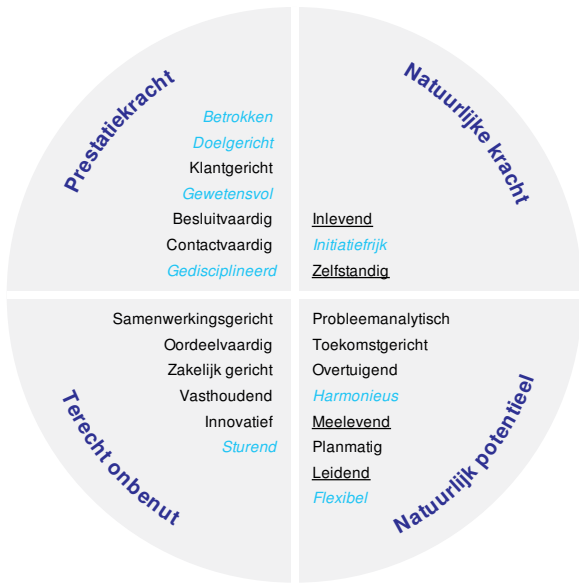 Prestatiekracht
Betrokken
Doelgericht
Klantgericht
Gewetensvol
Besluitvaardig
Contactvaardig
Gedisciplineerd
Natuurlijke kracht
Inlevend
Initiatiefrijk
Zelfstandig
Terecht onbenut
Samenwerkingsgericht
Oordeelvaardig
Zakelijk gericht
Vasthoudend
Innovatief
Sturend
Natuurlijk potentieel
Probleemanalytisch
Toekomstgericht
Overtuigend
Harmonieus
Meelevend
Planmatig
Leidend
Flexibel